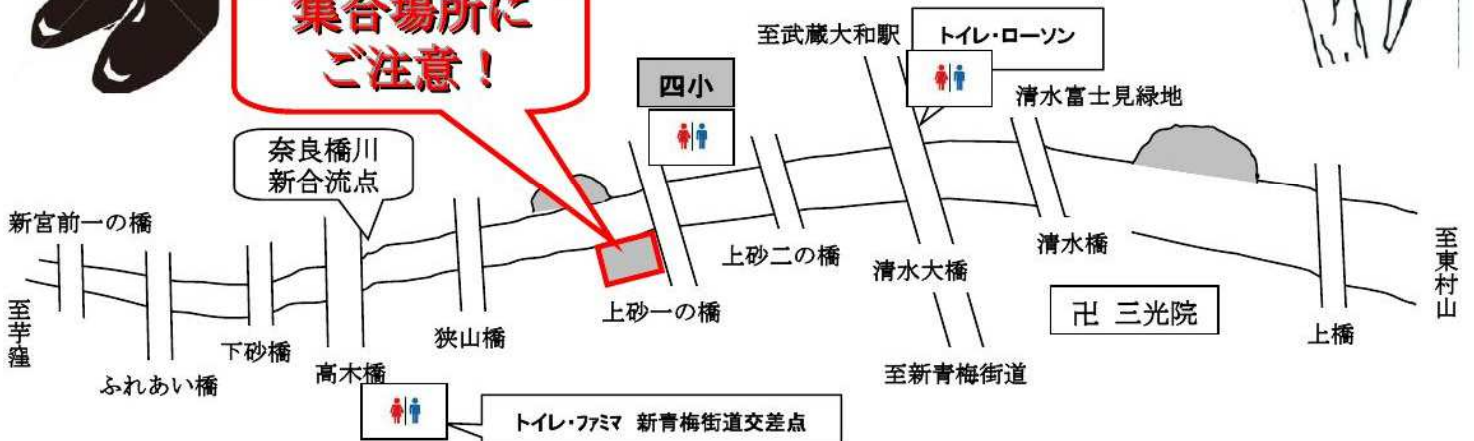 集合場所に
ご注意！
至武蔵大和駅
トイレ・ローソン
四小
清水富士見緑地
奈良橋川
新合流点
新宮前一の橋
至芋窪
ふれあい橋
下砂橋
高木橋
狭山橋
上砂一の橋
上砂二の橋
清水大橋
清水橋
至東村山
卍 三光院
上橋
至新青梅街道
トイレ・ファミマ 新青梅街道交差点